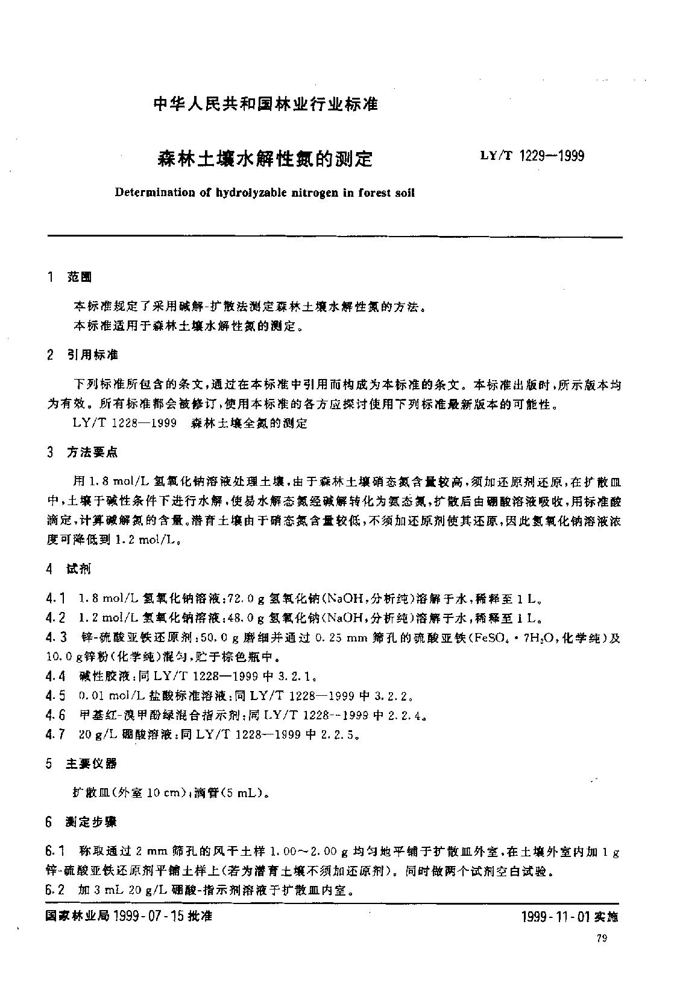 中华人民共和国林业行业标准
森林土壤水解性氮的测定
LY/T 1229—1999
Determination of hydrolyzable nitrogen in forest soil
1 范围
本标准规定了采用碱解-扩散法测定森林土壤水解性氮的方法。
本标准适用于森林土壤水解性氮的测定。
2 引用标准
下列标准所包含的条文,通过在本标准中引用而构成为本标准的条文。本标准出版时,所示版本均
为有效。所有标准都会被修订,使用本标准的各方应探讨使用下列标准最新版本的可能性。
LY/T 1228—1999 森林土壤全氮的测定
3 方法要点
用 1.8 mol/L 氢氧化钠溶液处理土壤,由于森林土壤硝态氮含量较高,须加还原剂还原,在扩散皿
中,土壤于碱性条件下进行水解,使易水解态氮经碱解转化为氨态氮,扩散后由硼酸溶液吸收,用标准酸
滴定,计算碱解氮的含量。潜育土壤由于硝态氮含量较低,不须加还原剂使其还原,因此氢氧化钠溶液浓
度可降低到 1.2 mol/L。
4 试剂
4.1 1.8 mol/L 氢氧化钠溶液:72.0 g 氢氧化钠(NaOH,分析纯)溶解于水,稀释至 1 L。
4.2 1.2 mol/L 氢氧化钠溶液:48.0 g 氢氧化钠(NaOH,分析纯)溶解于水,稀释至 1 L。
4.3 锌-硫酸亚铁还原剂:50.0 g 磨细并通过 0.25 mm 筛孔的硫酸亚铁(FeSO₄·7H₂O,化学纯)及
10.0 g锌粉(化学纯)混匀,贮于棕色瓶中。
4.4 碱性胶液:同 LY/T 1228—1999 中 3.2.1。
4.5 0.01 mol/L 盐酸标准溶液:同 LY/T 1228—1999 中 3.2.2。
4.6 甲基红-溴甲酚绿混合指示剂:同 LY/T 1228--1999 中 2.2.4。
4.7 20 g/L 硼酸溶液:同 LY/T 1228—1999 中 2.2.5。
5 主要仪器
扩散皿(外室 10 cm);滴管(5 mL)。
6 测定步骤
6.1 称取通过 2 mm 筛孔的风干土样 1.00～2.00 g 均匀地平铺于扩散皿外室,在土壤外室内加 1 g
锌-硫酸亚铁还原剂平铺土样上(若为潜育土壤不须加还原剂)。同时做两个试剂空白试验。
6.2 加 3 mL 20 g/L 硼酸-指示剂溶液于扩散皿内室。
国家林业局 1999-07-15 批准
1999-11-01 实施
79